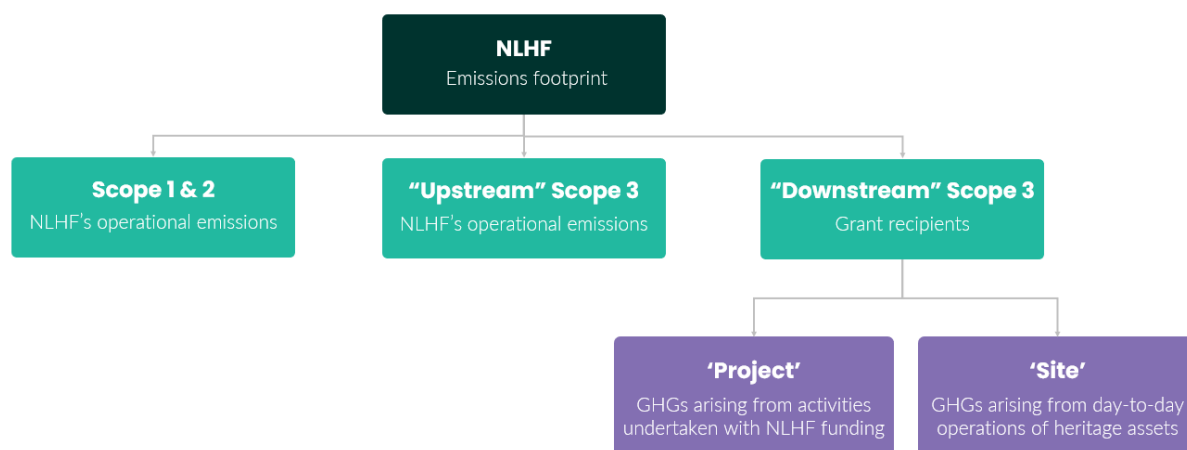 NLHF
Emissions footprint
Scope 1 & 2
NLHF’s operational emissions
“Upstream” Scope 3
NLHF’s operational emissions
“Downstream” Scope 3
Grant recipients
‘Project’
GHGs arising from activities
undertaken with NLHF funding
‘Site’
GHGs arising from day-to-day
operations of heritage assets